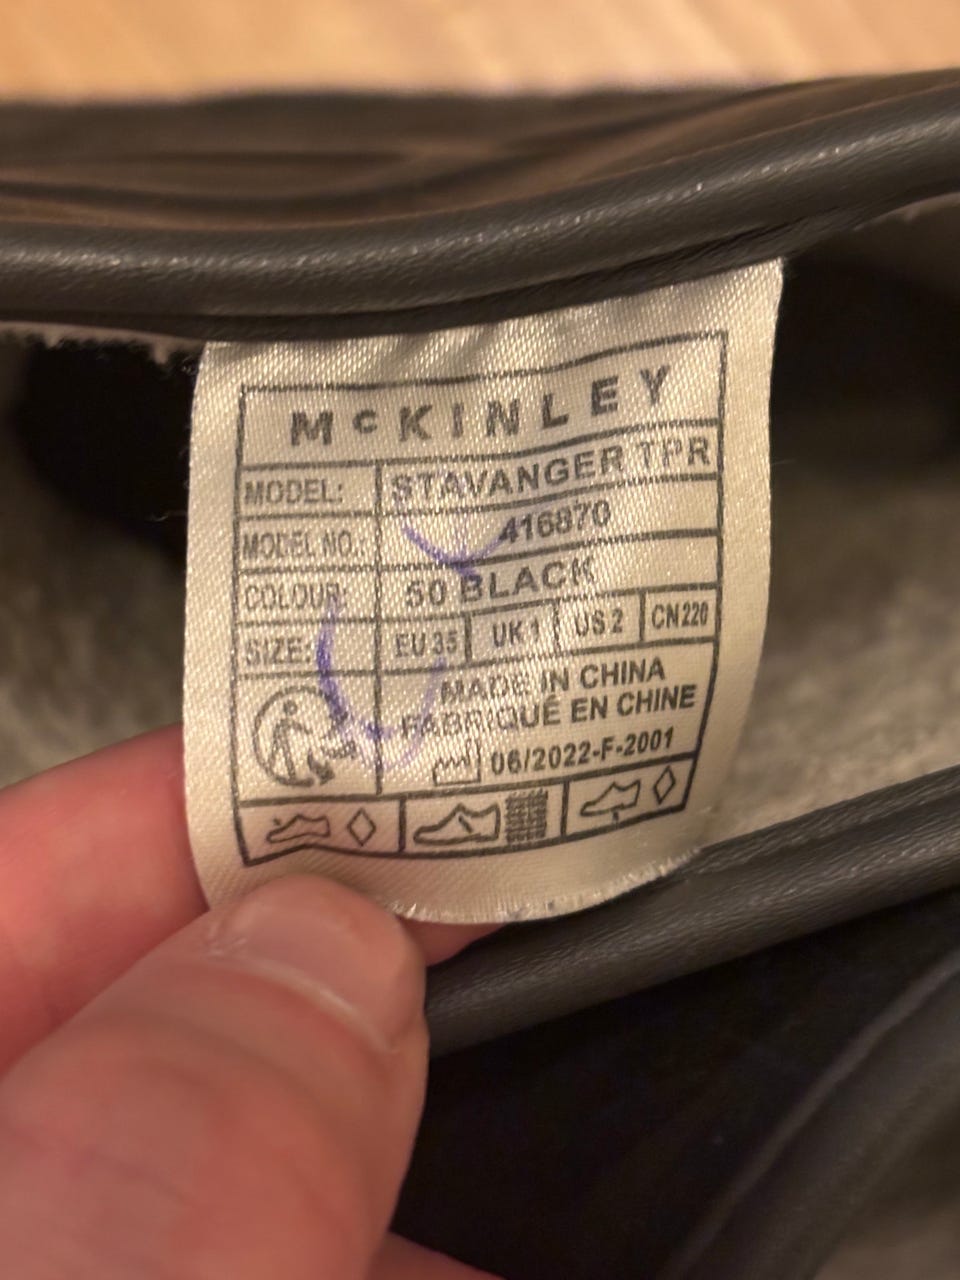 McKINLEY
MODEL: STAVANGER TPR
MODEL NO.: 416870
COLOUR: 50 BLACK
SIZE: EU 35 UK 1 US 2 CN 220
MADE IN CHINA
FABRIQUÉ EN CHINE
06/2022-F-2001